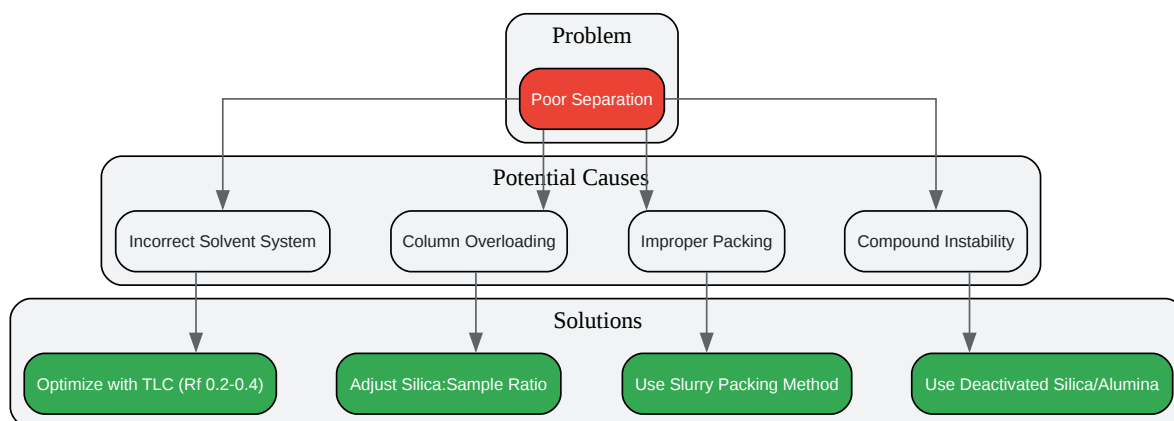 Problem
Poor Separation
Potential Causes
Incorrect Solvent System
Column Overloading
Improper Packing
Compound Instability
Solutions
Optimize with TLC (Rf 0.2-0.4)
Adjust Silica:Sample Ratio
Use Slurry Packing Method
Use Deactivated Silica/Alumina